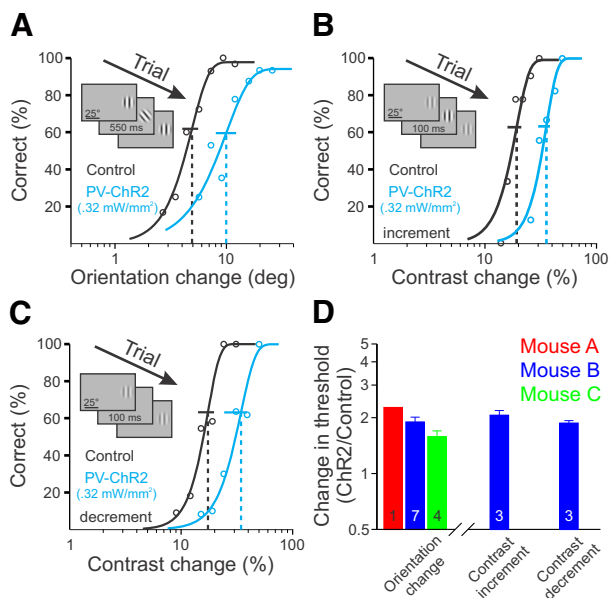 A
Correct (%)
100
80
60
40
20
1
10
Orientation change (deg)
Trial
25°
550 ms
Control
PV-ChR2
(.32 mW/mm²)
B
Correct (%)
100
80
60
40
20
1
10
100
Contrast change (%)
Trial
25°
100 ms
Control
PV-ChR2
(.32 mW/mm²)
increment
C
Correct (%)
100
80
60
40
20
1
10
100
Contrast change (%)
Trial
25°
100 ms
Control
PV-ChR2
(.32 mW/mm²)
decrement
D
Change in threshold
(ChR2/Control)
5
4
3
2
1
0.5
Mouse A
Mouse B
Mouse C
1
7
4
3
3
Orientation
change
Contrast
increment
Contrast
decrement